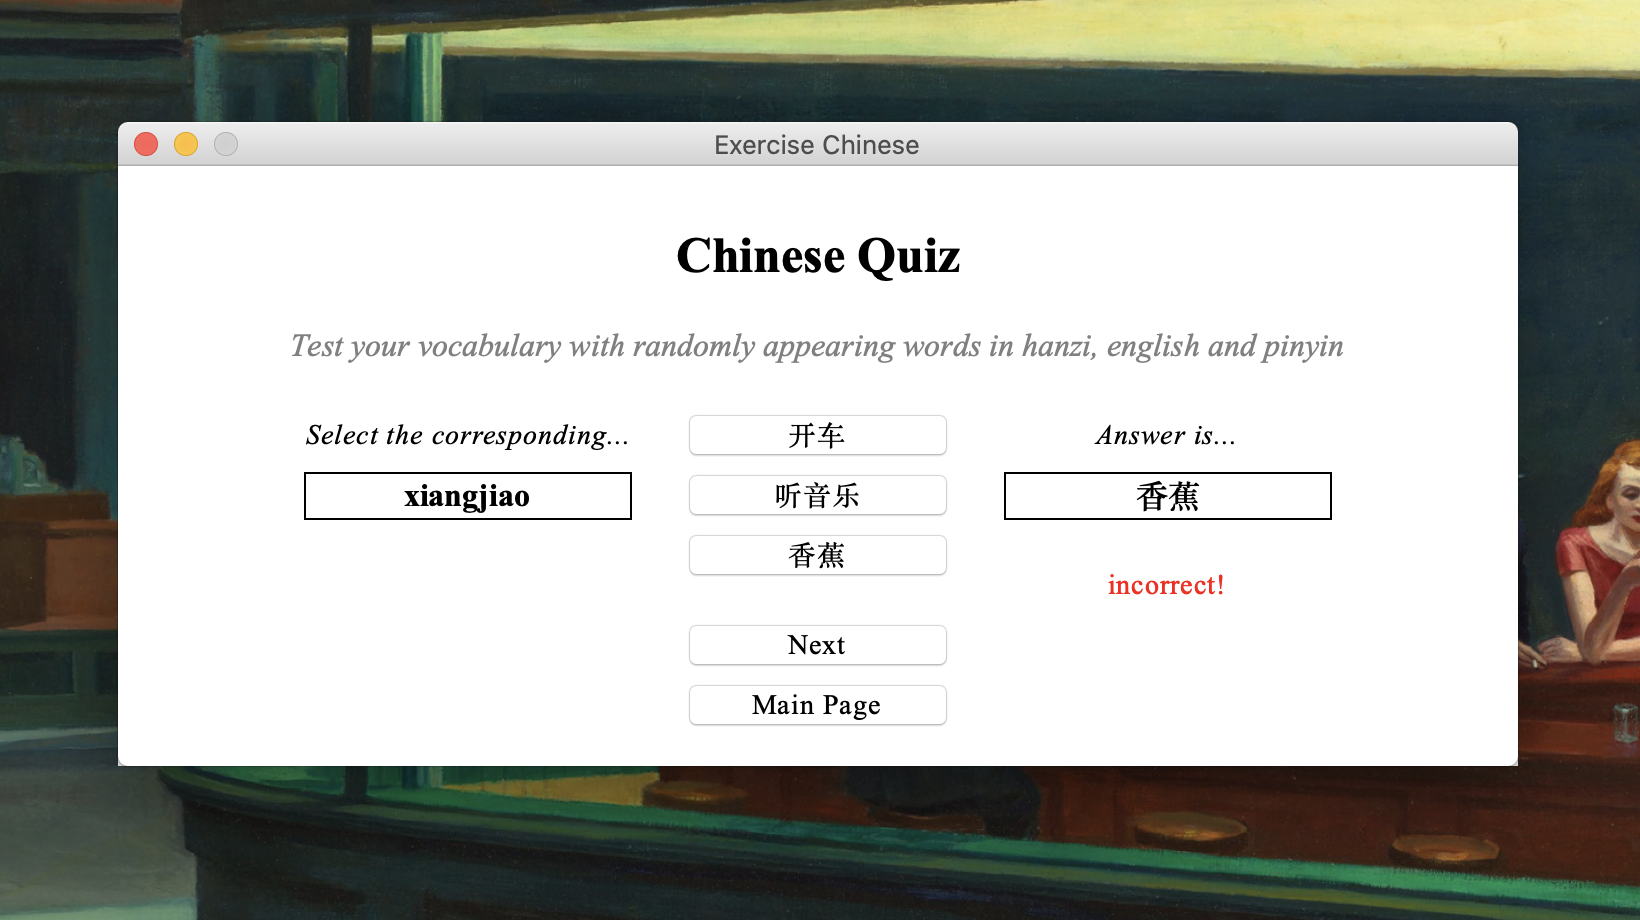 Exercise Chinese
Chinese Quiz
Test your vocabulary with randomly appearing words in hanzi, english and pinyin
Select the corresponding...
xiangjiao
开车
听音乐
香蕉
Next
Main Page
Answer is...
香蕉
incorrect!